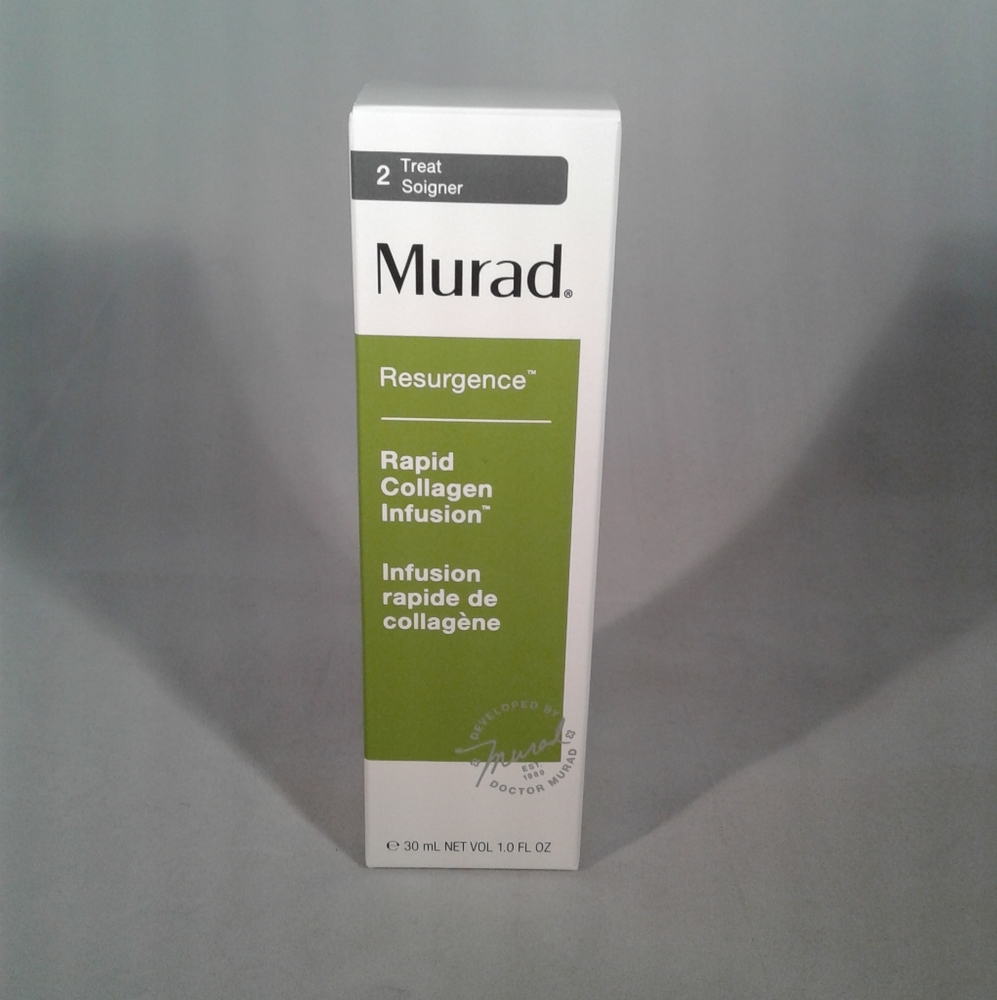 2 Treat
Soigner
Murad®
Resurgence™
Rapid
Collagen
Infusion™
Infusion
rapide de
collagène
DEVELOPED BY
Murad
EST.
1989
DOCTOR MURAD
℮ 30 mL NET VOL 1.0 FL OZ